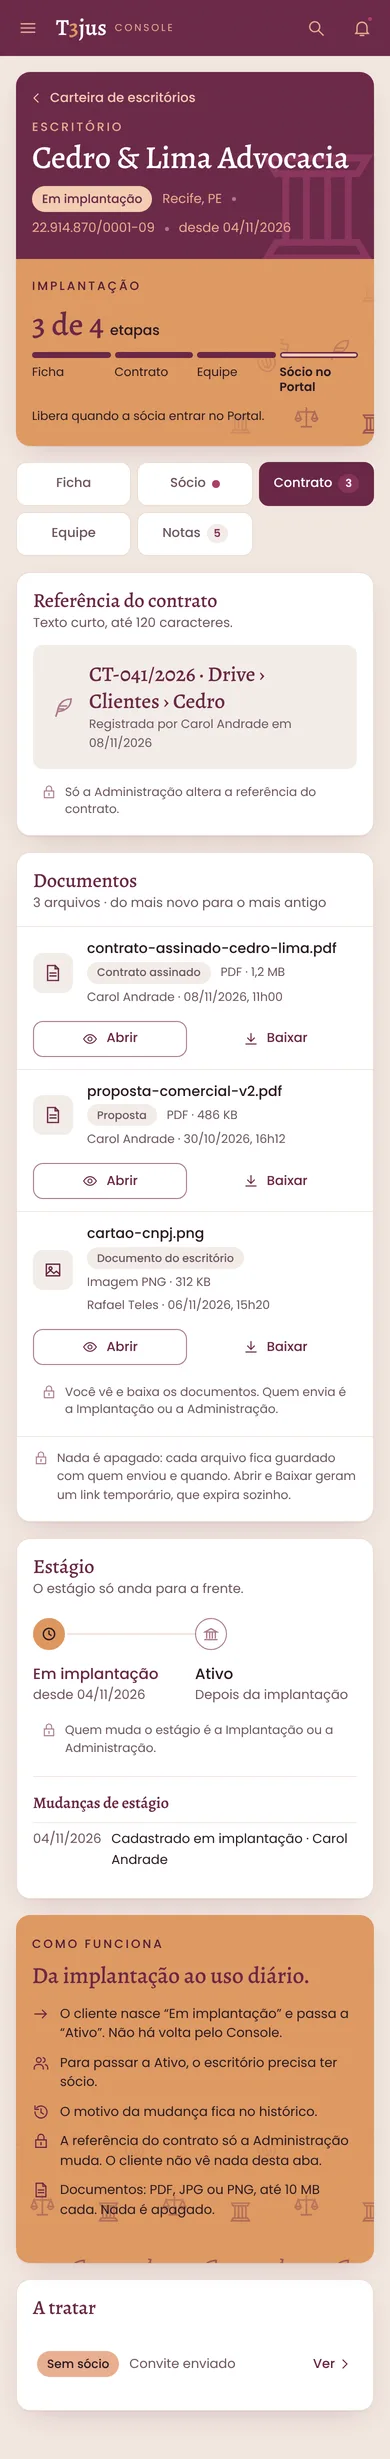 T3jus CONSOLE
Carteira de escritórios
ESCRITÓRIO
Cedro & Lima Advocacia
Em implantação Recife, PE •
22.914.870/0001-09 • desde 04/11/2026
IMPLANTAÇÃO
3 de 4 etapas
Ficha Contrato Equipe Sócio no
Portal
Libera quando a sócia entrar no Portal.
Ficha Sócio Contrato 3
Equipe Notas 5
Referência do contrato
Texto curto, até 120 caracteres.
CT-041/2026 · Drive ›
Clientes › Cedro
Registrada por Carol Andrade em
08/11/2026
Só a Administração altera a referência do
contrato.
Documentos
3 arquivos · do mais novo para o mais antigo
contrato-assinado-cedro-lima.pdf
Contrato assinado PDF · 1,2 MB
Carol Andrade · 08/11/2026, 11h00
Abrir Baixar
proposta-comercial-v2.pdf
Proposta PDF · 486 KB
Carol Andrade · 30/10/2026, 16h12
Abrir Baixar
cartao-cnpj.png
Documento do escritório
Imagem PNG · 312 KB
Rafael Teles · 06/11/2026, 15h20
Abrir Baixar
Você vê e baixa os documentos. Quem envia é
a Implantação ou a Administração.
Nada é apagado: cada arquivo fica guardado
com quem enviou e quando. Abrir e Baixar geram
um link temporário, que expira sozinho.
Estágio
O estágio só anda para a frente.
Em implantação Ativo
desde 04/11/2026 Depois da implantação
Quem muda o estágio é a Implantação ou a
Administração.
Mudanças de estágio
04/11/2026 Cadastrado em implantação · Carol
Andrade
COMO FUNCIONA
Da implantação ao uso diário.
O cliente nasce “Em implantação” e passa a
“Ativo”. Não há volta pelo Console.
Para passar a Ativo, o escritório precisa ter
sócio.
O motivo da mudança fica no histórico.
A referência do contrato só a Administração
muda. O cliente não vê nada desta aba.
Documentos: PDF, JPG ou PNG, até 10 MB
cada. Nada é apagado.
A tratar
Sem sócio Convite enviado Ver